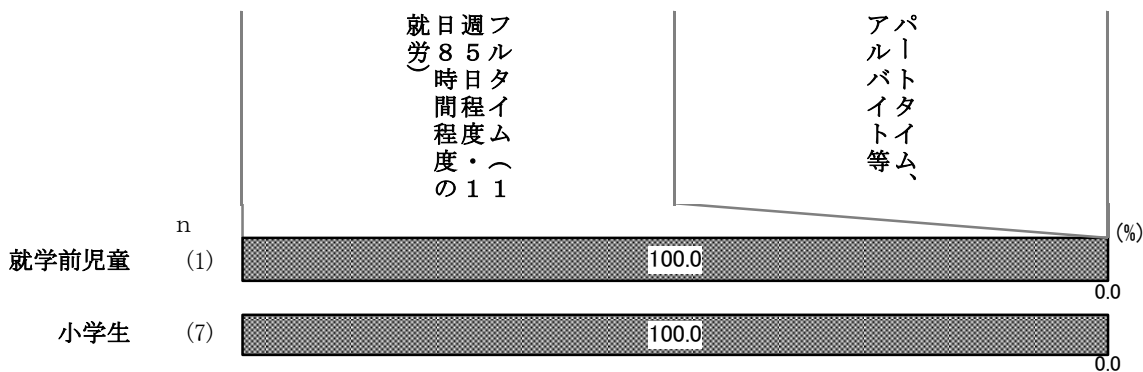 フルタイム（１
週５日程度・１
日８時間程度の
就労）
パートタイム、
アルバイト等
n
(%)
就学前児童 (1) 100.0
0.0
小学生 (7) 100.0
0.0